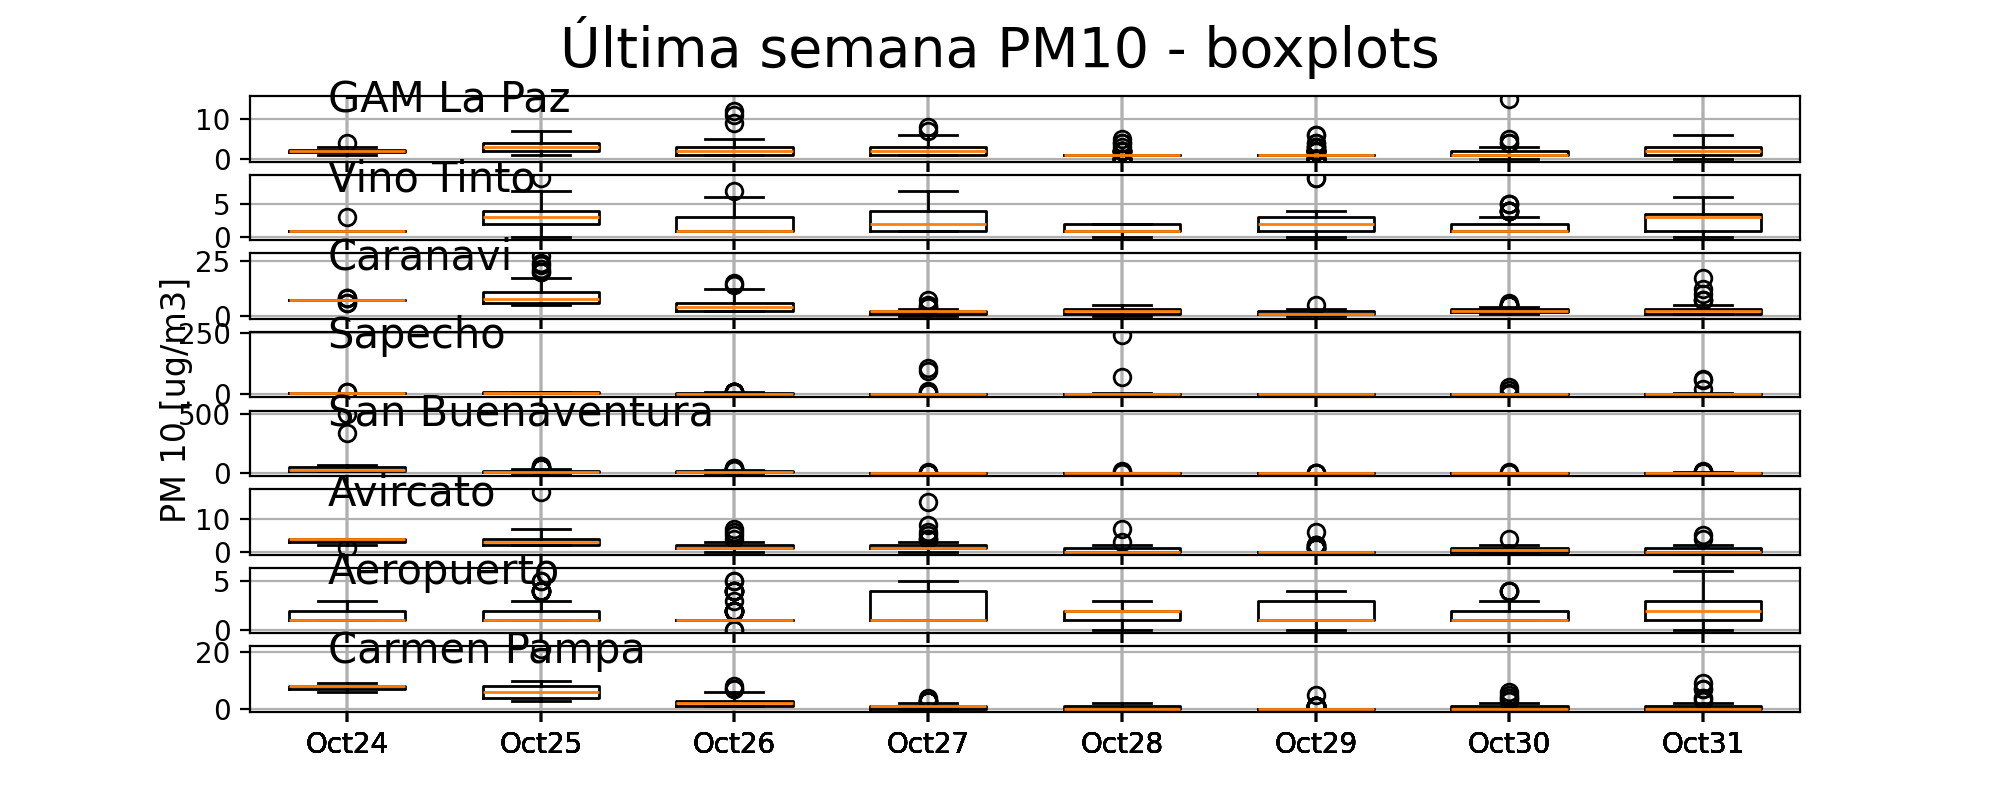 Última semana PM10 - boxplots
GAM La Paz
10
0
Vino Tinto
5
0
Caranavi
25
0
Sapecho
250
0
San Buenaventura
500
0
Avircato
10
0
Aeropuerto
5
0
Carmen Pampa
20
0
PM 10 [ug/m3]
Oct24 Oct25 Oct26 Oct27 Oct28 Oct29 Oct30 Oct31